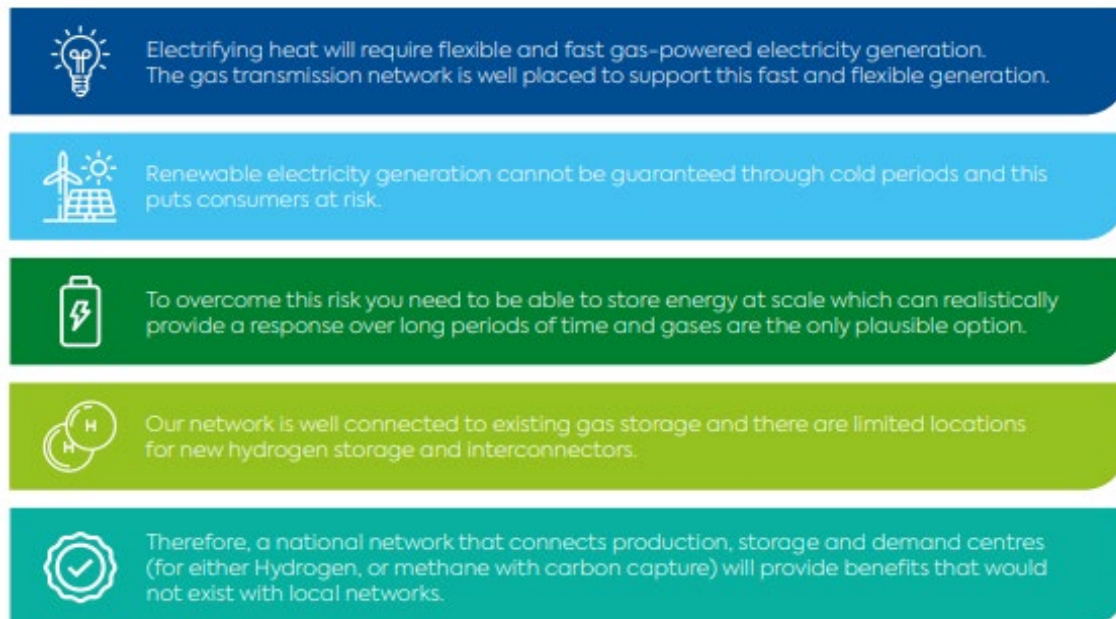 Electrifying heat will require flexible and fast gas-powered electricity generation.
The gas transmission network is well placed to support this fast and flexible generation.
Renewable electricity generation cannot be guaranteed through cold periods and this
puts consumers at risk.
To overcome this risk you need to be able to store energy at scale which can realistically
provide a response over long periods of time and gases are the only plausible option.
H
H
Our network is well connected to existing gas storage and there are limited locations
for new hydrogen storage and interconnectors.
Therefore, a national network that connects production, storage and demand centres
(for either Hydrogen, or methane with carbon capture) will provide benefits that would
not exist with local networks.